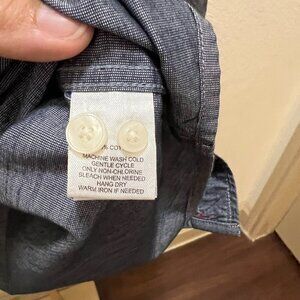 MACHINE WASH COLD
GENTLE CYCLE
ONLY NON-CHLORINE
BLEACH WHEN NEEDED
HANG DRY
WARM IRON IF NEEDED